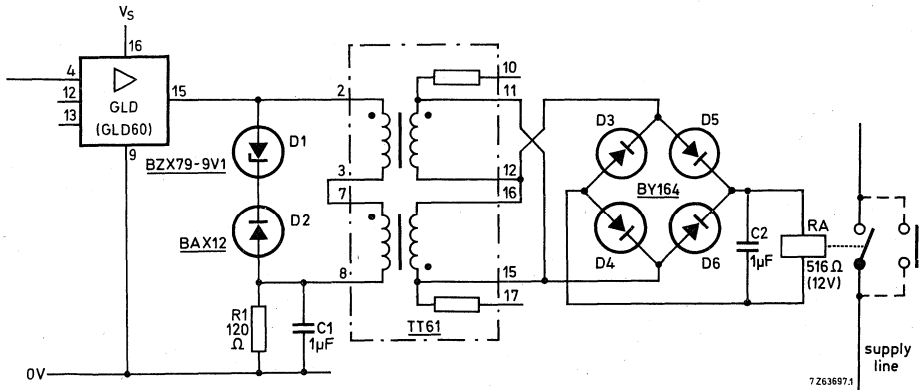 VS
16
4
12
13
GLD
(GLD60)
15
9
D1
BZX79-9V1
D2
BAX12
R1
120
Ω
C1
1µF
0V
2
3
7
8
10
11
12
16
15
17
TT61
D3
D5
BY164
D4
D6
C2
1µF
RA
516 Ω
(12V)
supply
line
7Z63697.1